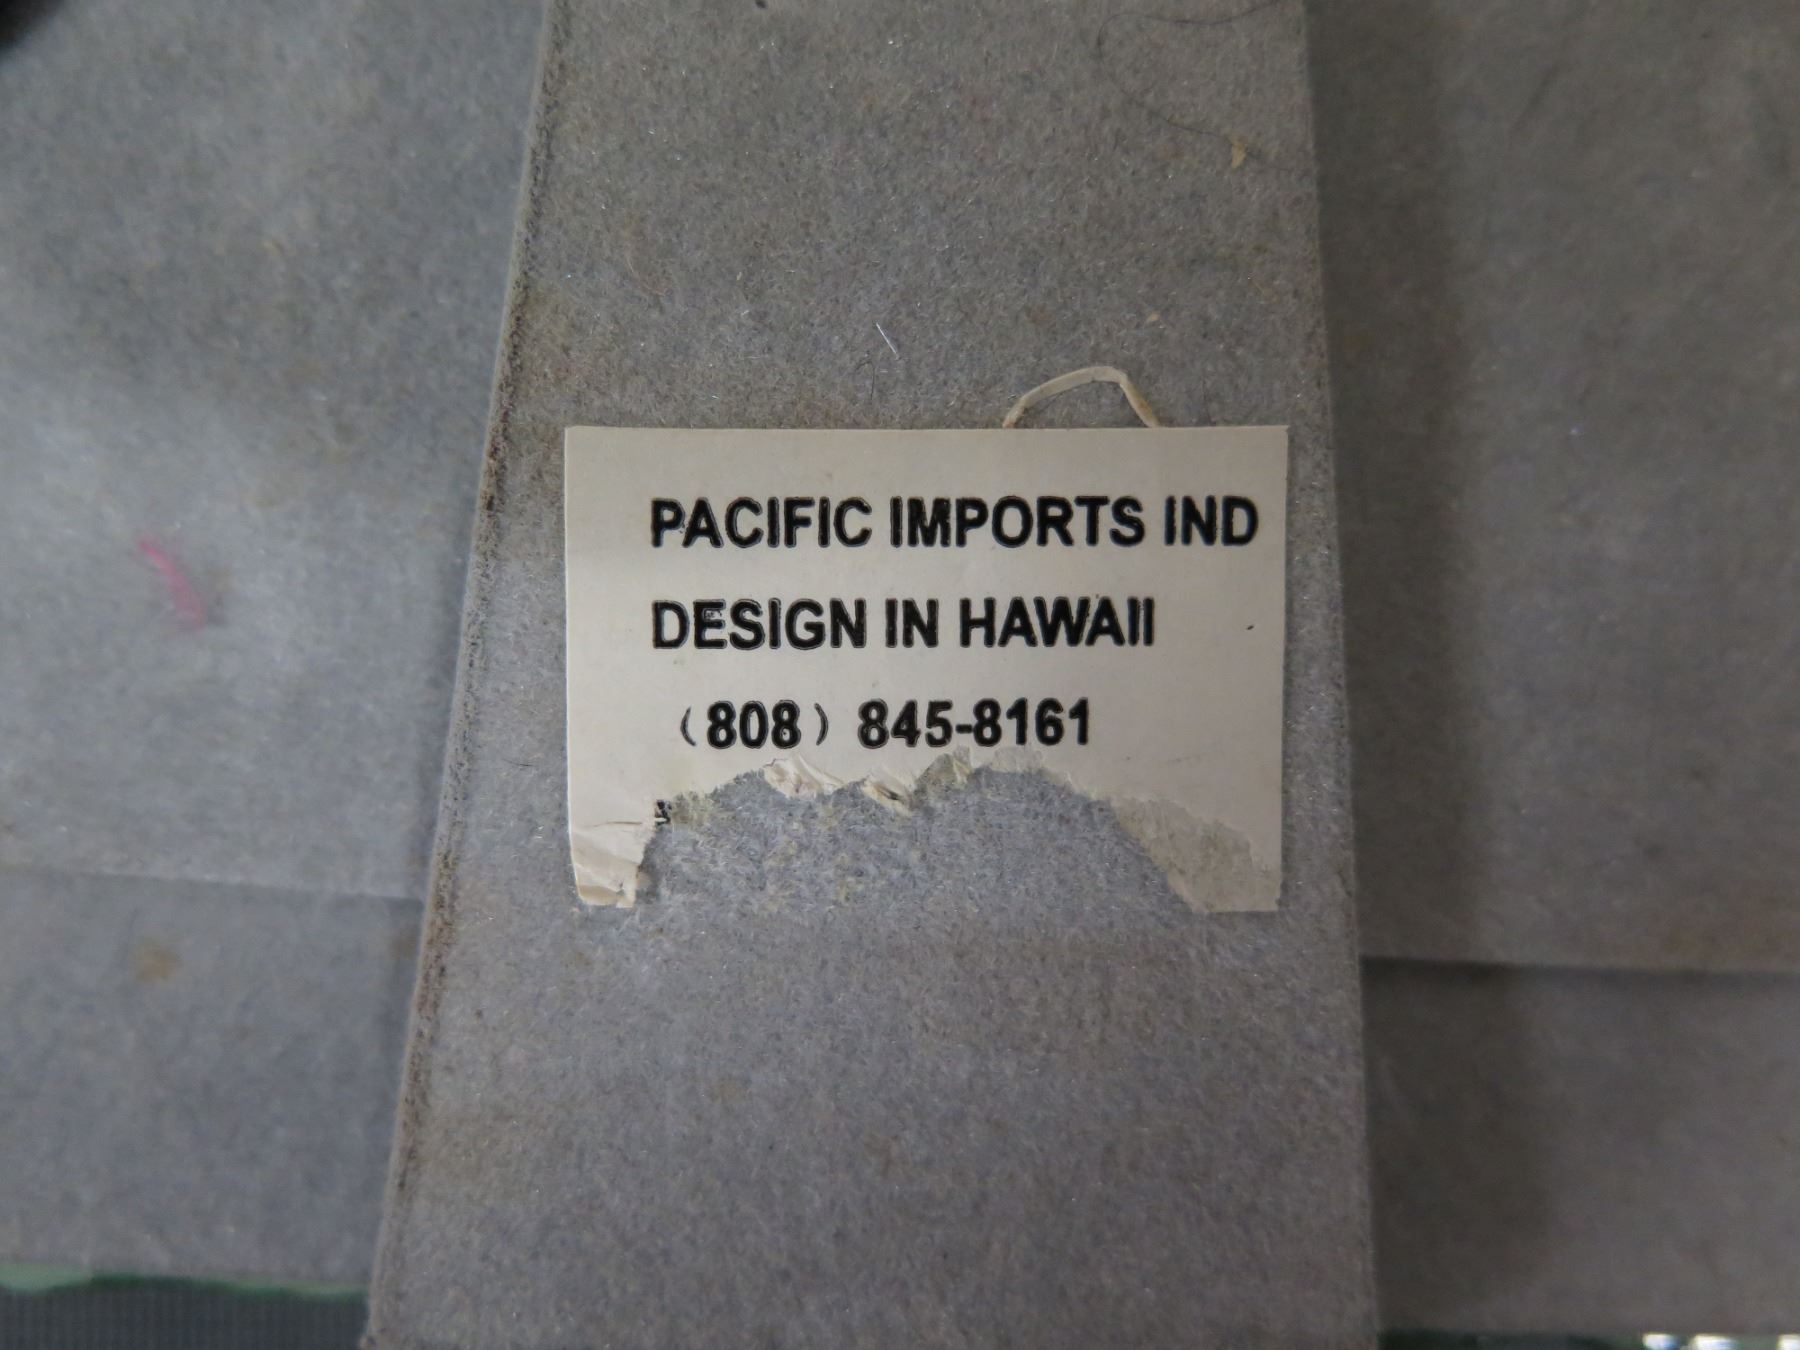 PACIFIC IMPORTS IND
DESIGN IN HAWAII
(808) 845-8161